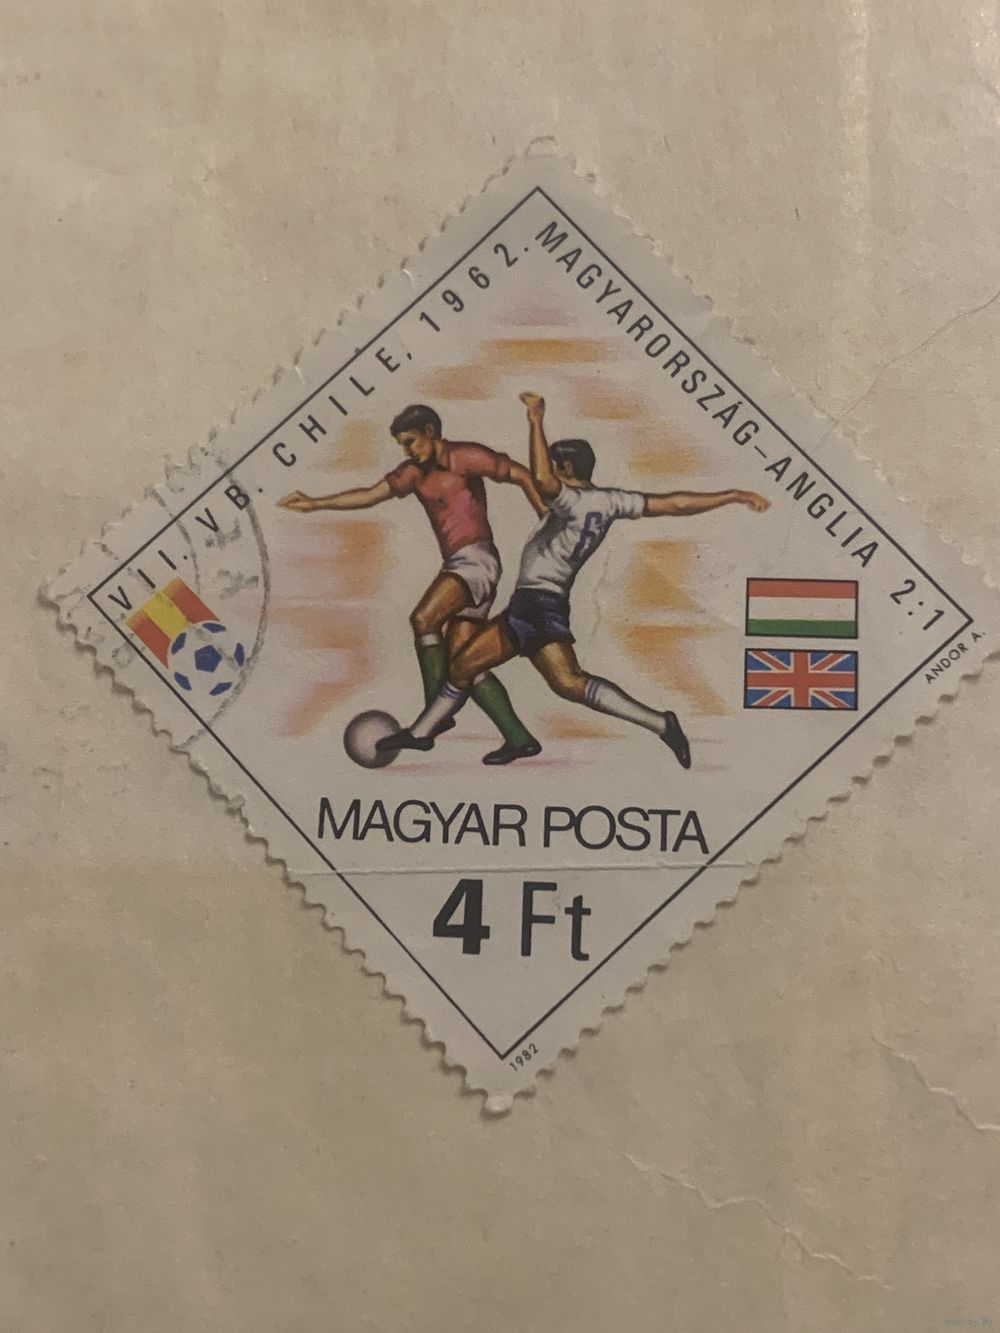 VII. VB. CHILE, 1962.
MAGYARORSZÁG-ANGLIA 2:1
6
ANDOR A.
MAGYAR POSTA
4 Ft
1982